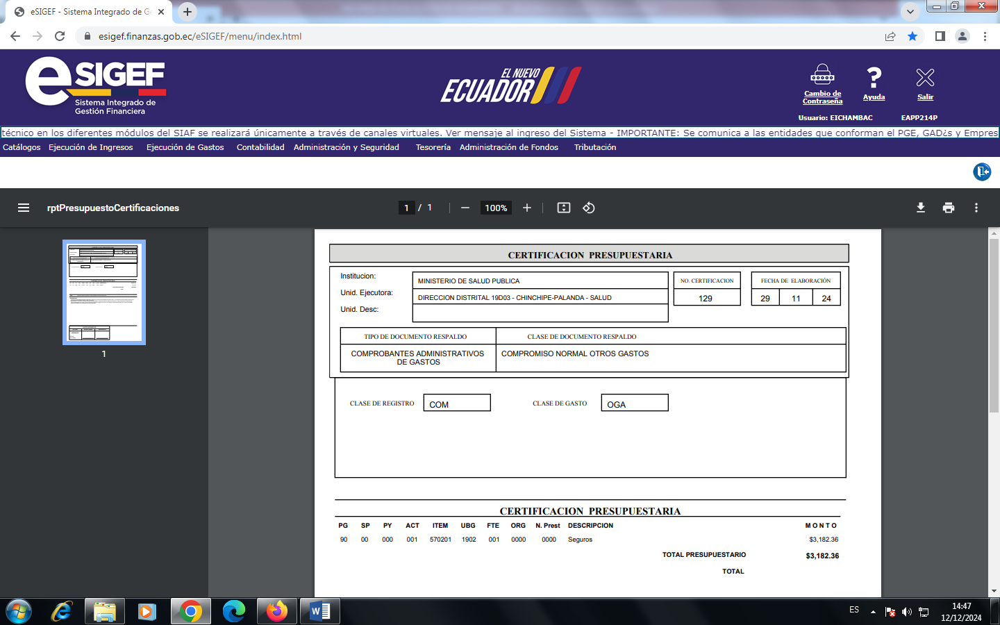 eSIGEF - Sistema Integrado de G
esigef.finanzas.gob.ec/eSIGEF/menu/index.html
eSIGEF
Sistema Integrado de
Gestión Financiera
EL NUEVO
ECUADOR
Cambio de
Contraseña
Ayuda
Salir
Usuario: EICHAMBAC
EAPP214P
técnico en los diferentes módulos del SIAF se realizará únicamente a través de canales virtuales. Ver mensaje al ingreso del Sistema - IMPORTANTE: Se comunica a las entidades que conforman el PGE, GAD¿s y Empres
Catálogos Ejecución de Ingresos Ejecución de Gastos Contabilidad Administración y Seguridad Tesorería Administración de Fondos Tributación
rptPresupuestoCertificaciones
1 / 1
100%
1
CERTIFICACION PRESUPUESTARIA
Institucion:
MINISTERIO DE SALUD PUBLICA
NO. CERTIFICACION
FECHA DE ELABORACIÓN
Unid. Ejecutora:
DIRECCION DISTRITAL 19D03 - CHINCHIPE-PALANDA - SALUD
129
29 11 24
Unid. Desc:
TIPO DE DOCUMENTO RESPALDO
CLASE DE DOCUMENTO RESPALDO
COMPROBANTES ADMINISTRATIVOS
DE GASTOS
COMPROMISO NORMAL OTROS GASTOS
CLASE DE REGISTRO COM
CLASE DE GASTO OGA
CERTIFICACION PRESUPUESTARIA
PG SP PY ACT ITEM UBG FTE ORG N. Prest DESCRIPCION M O N T O
90 00 000 001 570201 1902 001 0000 0000 Seguros $3,182.36
TOTAL PRESUPUESTARIO $3,182.36
TOTAL
ES
14:47
12/12/2024